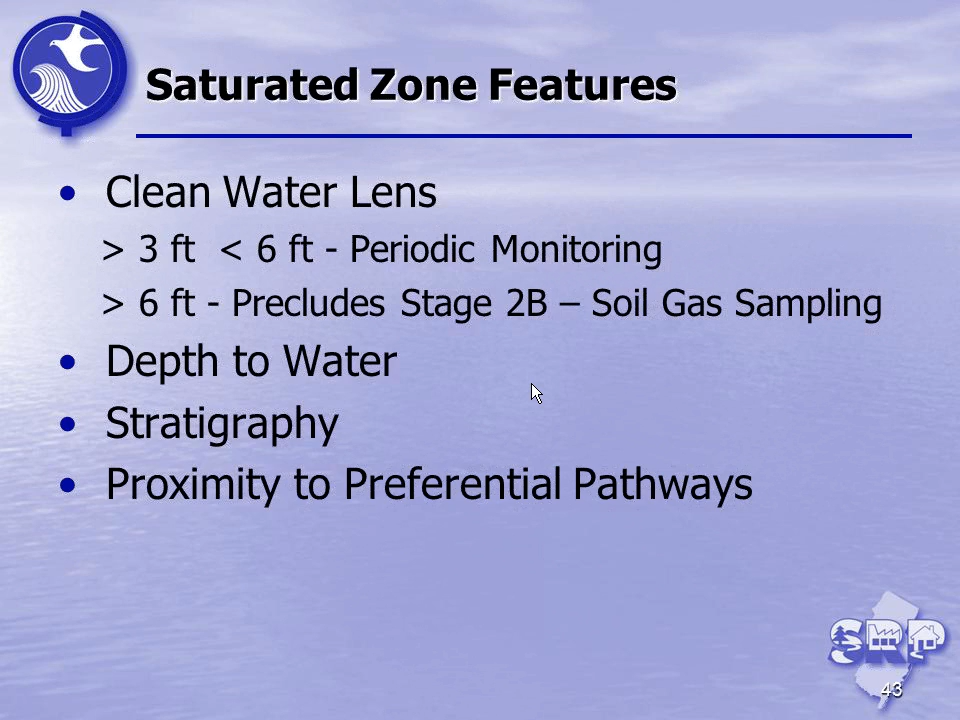 Saturated Zone Features
• Clean Water Lens
> 3 ft  < 6 ft - Periodic Monitoring
> 6 ft - Precludes Stage 2B – Soil Gas Sampling
• Depth to Water
• Stratigraphy
• Proximity to Preferential Pathways
SRP
43